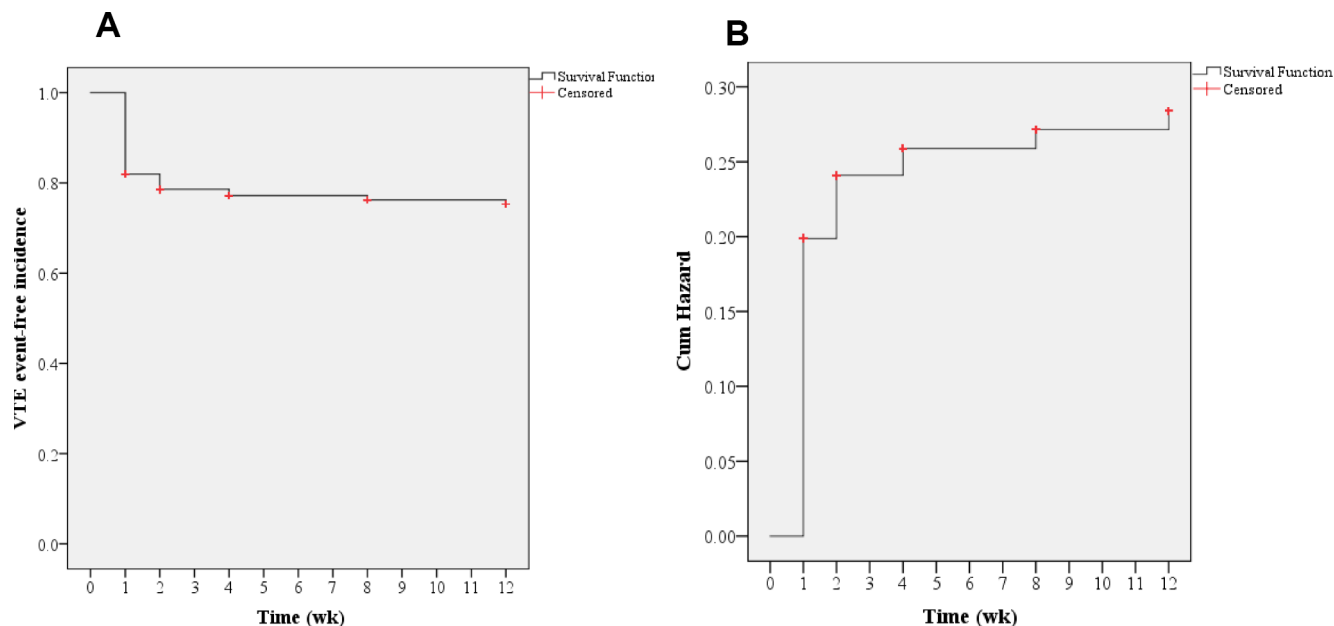 A
Survival Function
Censored
1.0
0.8
0.6
0.4
0.2
0.0
VTE event-free incidence
0 1 2 3 4 5 6 7 8 9 10 11 12
Time (wk)
B
Survival Function
Censored
0.30
0.25
0.20
0.15
0.10
0.05
0.00
Cum Hazard
0 1 2 3 4 5 6 7 8 9 10 11 12
Time (wk)